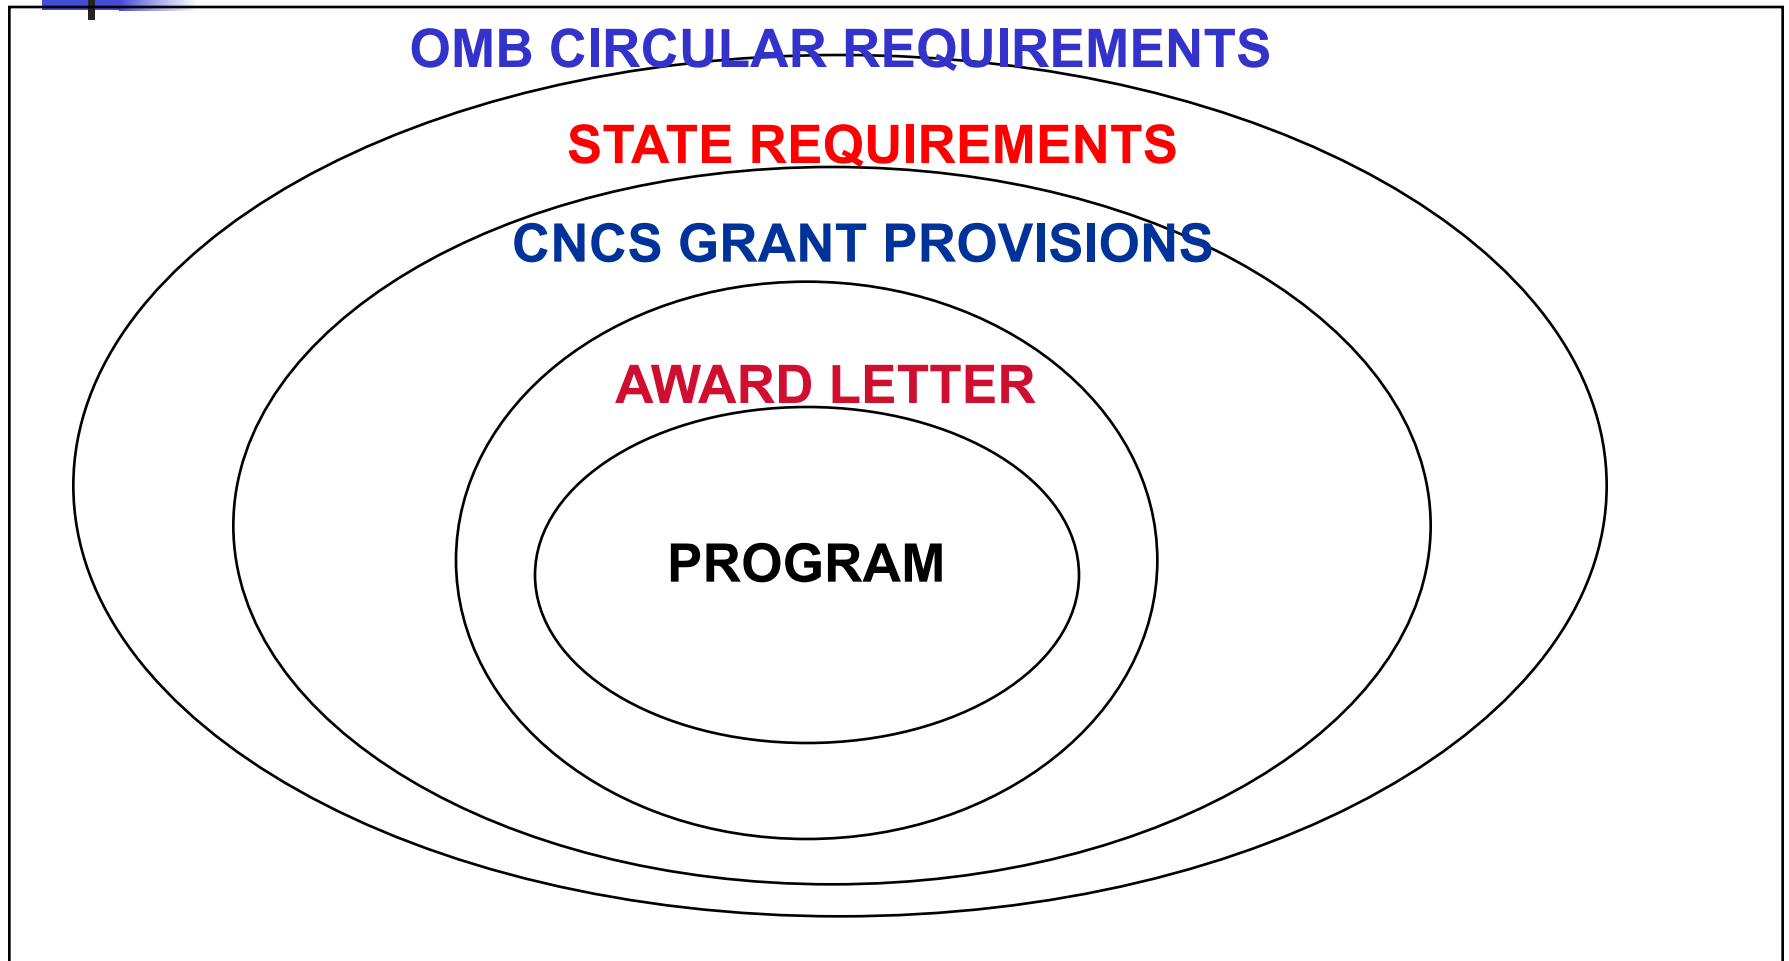 OMB CIRCULAR REQUIREMENTS
STATE REQUIREMENTS
CNCS GRANT PROVISIONS
AWARD LETTER
PROGRAM